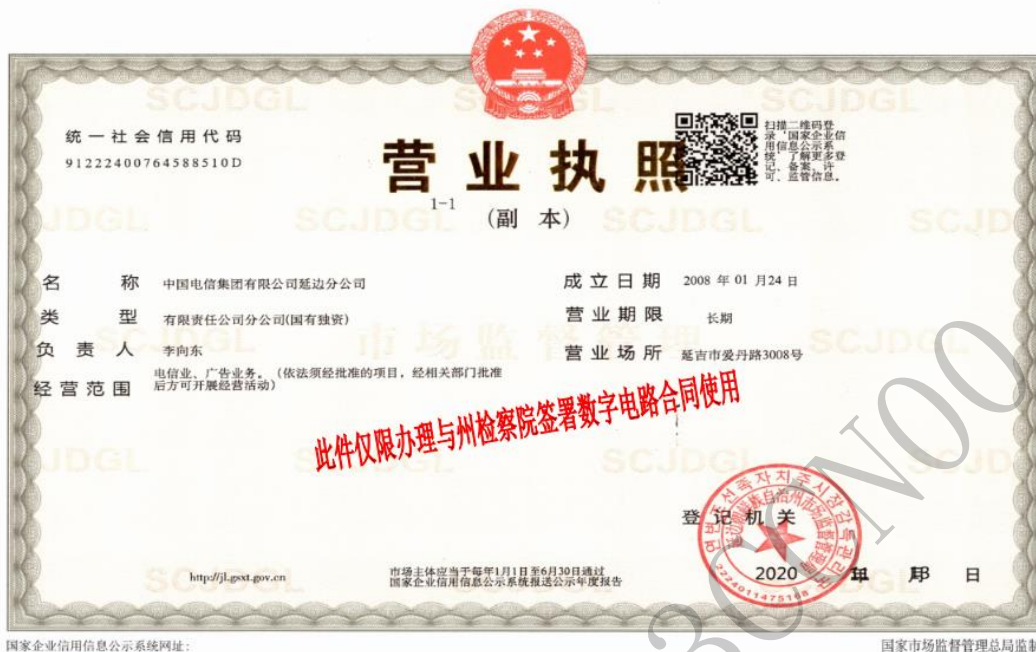 统一社会信用代码
91222400764588510D
营业执照
1-1
(副 本)
扫描二维码登
录‘国家企业信
用信息公示系
统’了解更多登
记、备案、许
可、监管信息。
名 称 中国电信集团有限公司延边分公司
类 型 有限责任公司分公司(国有独资)
负 责 人 李向东
经营范围 电信业、广告业务。(依法须经批准的项目，经相关部门批准
后方可开展经营活动)
成立日期 2008 年 01 月24 日
营业期限 长期
营业场所 延吉市爱丹路3008号
此件仅限办理与州检察院签署数字电路合同使用
登记机关
2020 年 月 日
http://jl.gsxt.gov.cn
市场主体应当于每年1月1日至6月30日通过
国家企业信用信息公示系统报送公示年度报告
国家企业信用信息公示系统网址：
国家市场监督管理总局监制
SCJDGL
市场监督管理